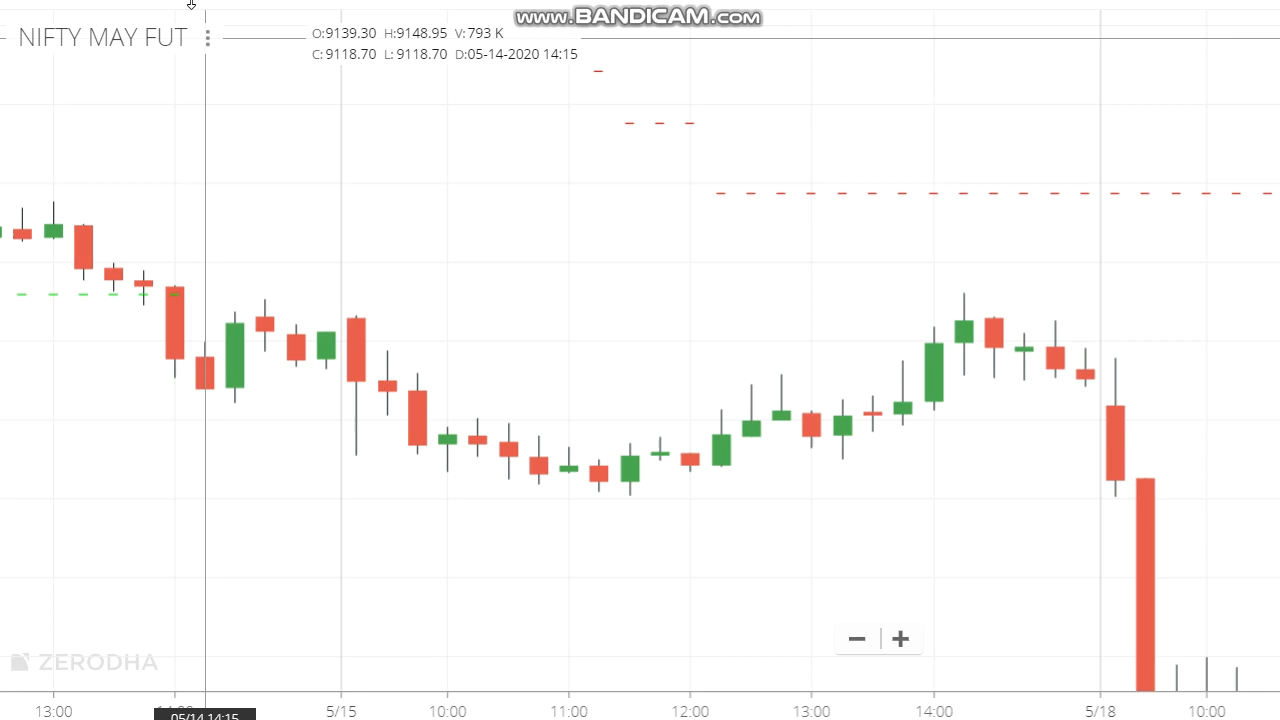 www.BANDICAM.com
NIFTY MAY FUT
O:9139.30 H:9148.95 V: 793 K
C: 9118.70 L: 9118.70 D:05-14-2020 14:15
ZERODHA
13:00 5/15 10:00 11:00 12:00 13:00 14:00 5/18 10:00
05/14 14:15